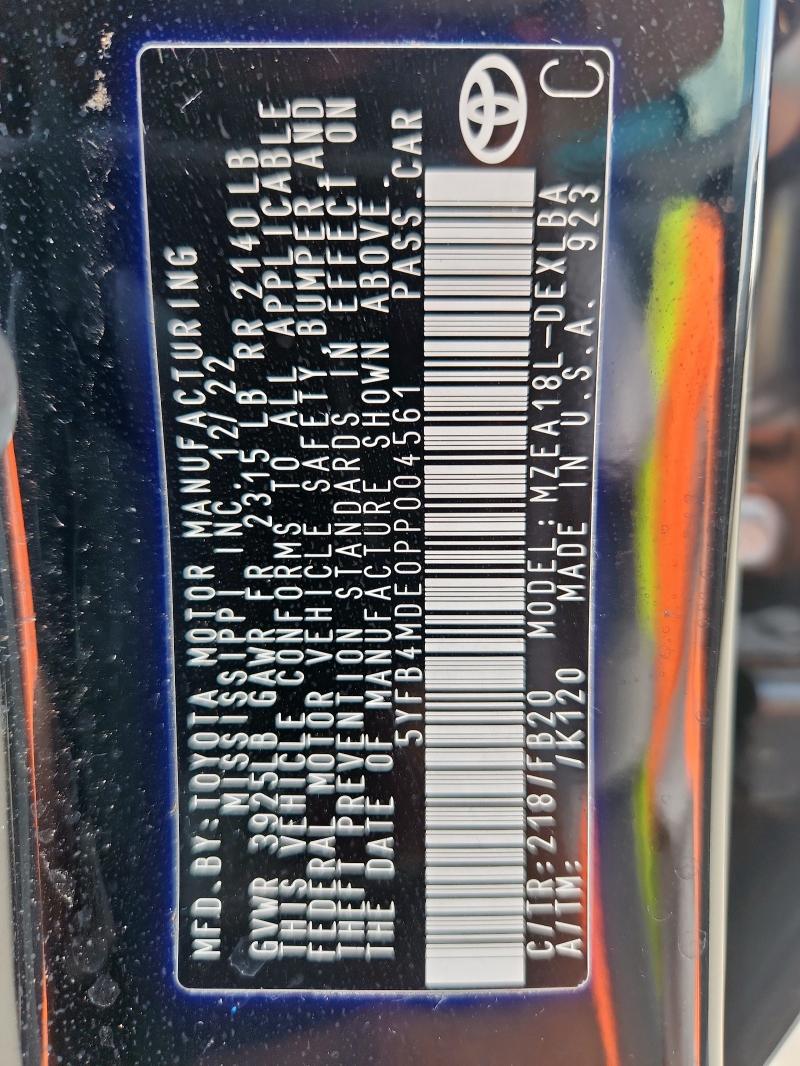 MFD.BY:TOYOTA MOTOR MANUFACTURING
MISSISSIPPI INC. 12/22
GVWR 3925LB GAWR FR 2315 LB RR 2140 LB
THIS VEHICLE CONFORMS TO ALL APPLICABLE
FEDERAL MOTOR VEHICLE SAFETY, BUMPER AND
THEFT PREVENTION STANDARDS IN EFFECT ON
THE DATE OF MANUFACTURE SHOWN ABOVE.
5YFB4MDE0PP004561 PASS.CAR
C/TR:218/FB20 MODEL:MZEA18L-DEXLBA
A/TM: /K120 MADE IN U.S.A. 923
C